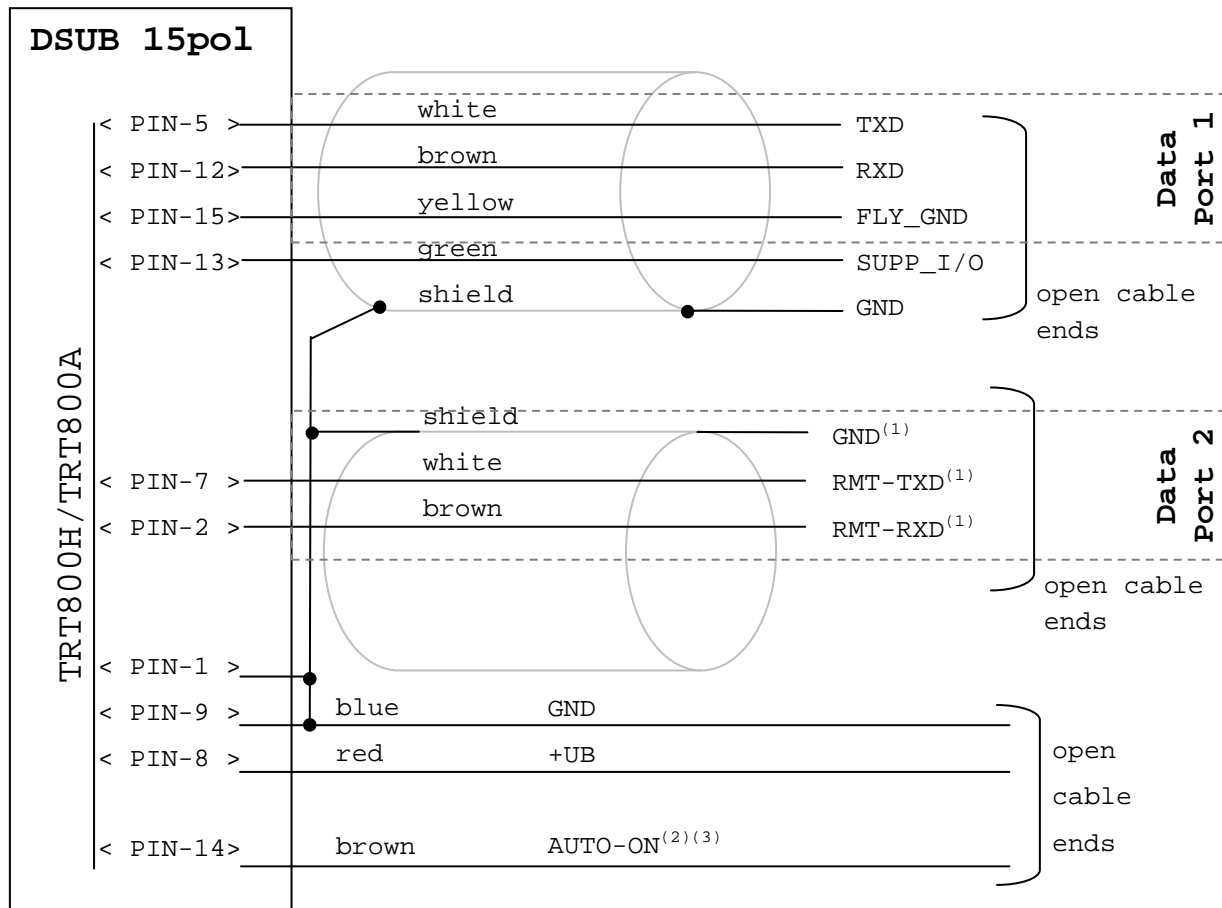 DSUB 15pol
TRT800H/TRT800A
< PIN-5 > white TXD
< PIN-12> brown RXD
< PIN-15> yellow FLY_GND
< PIN-13> green SUPP_I/O
shield GND
Data
Port 1
open cable
ends
shield GND(1)
< PIN-7 > white RMT-TXD(1)
< PIN-2 > brown RMT-RXD(1)
Data
Port 2
open cable
ends
< PIN-1 >
< PIN-9 > blue GND
< PIN-8 > red +UB
< PIN-14> brown AUTO-ON(2)(3)
open
cable
ends